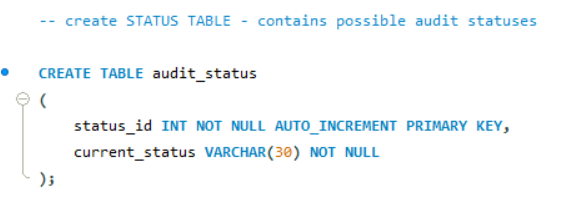 -- create STATUS TABLE - contains possible audit statuses
CREATE TABLE audit_status
(
status_id INT NOT NULL AUTO_INCREMENT PRIMARY KEY,
current_status VARCHAR(30) NOT NULL
);